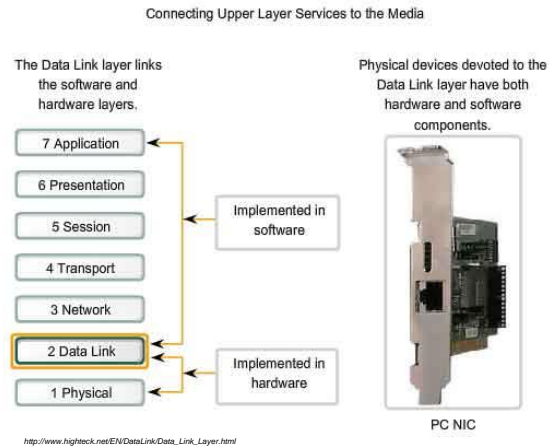 Connecting Upper Layer Services to the Media
The Data Link layer links
the software and
hardware layers.
7 Application
6 Presentation
5 Session
4 Transport
3 Network
2 Data Link
1 Physical
Implemented in
software
Implemented in
hardware
Physical devices devoted to the
Data Link layer have both
hardware and software
components.
PC NIC
http://www.highteck.net/EN/DataLink/Data_Link_Layer.html